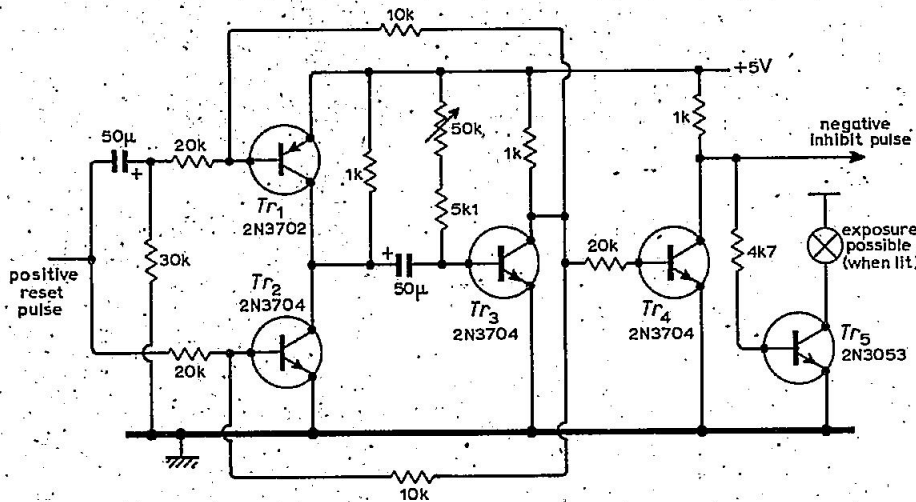 10k
+5V
50μ
+
20k
1k
50k
1k
1k
negative
inhibit pulse
Tr1
2N3702
5k1
30k
positive
reset
pulse
Tr2
2N3704
+
50μ
Tr3
2N3704
20k
Tr4
2N3704
4k7
exposure
possible
(when lit)
Tr5
2N3053
20k
10k